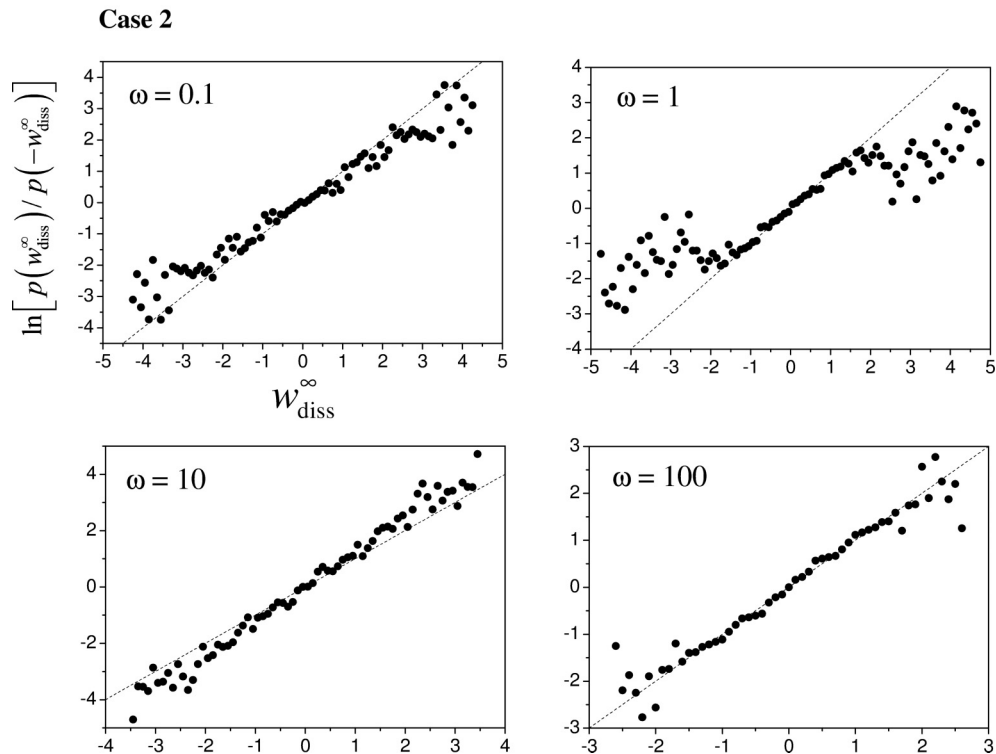 Case 2
ln[p(w∞diss)/p(-w∞diss)]
ω = 0.1
4
3
2
1
0
-1
-2
-3
-4
-5 -4 -3 -2 -1 0 1 2 3 4 5
w∞diss
ω = 1
4
3
2
1
0
-1
-2
-3
-4
-5 -4 -3 -2 -1 0 1 2 3 4 5
ω = 10
4
2
0
-2
-4
-4 -3 -2 -1 0 1 2 3 4
ω = 100
3
2
1
0
-1
-2
-3
-3 -2 -1 0 1 2 3